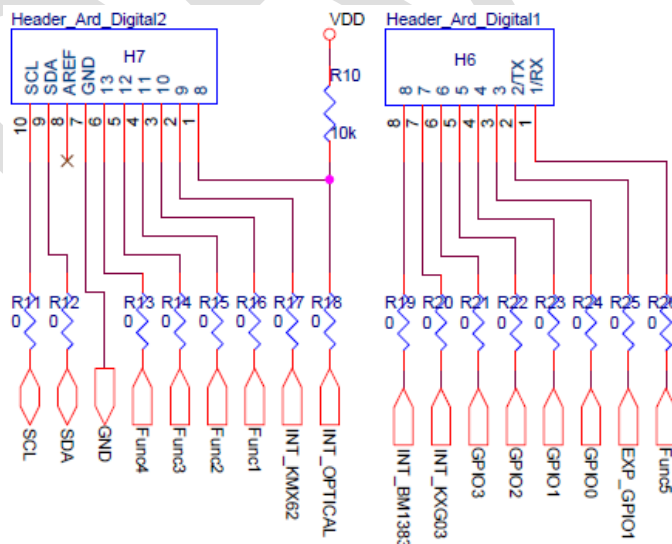 Header_Ard_Digital2
VDD
Header_Ard_Digital1
H7
H6
SCL
SDA
AREF
GND
13
12
11
10
9
8
8
7
6
5
4
3
2/TX
1/RX
10
9
8
7
6
5
4
3
2
1
8
7
6
5
4
3
2
1
R10
10k
R11
0
R12
0
R13
0
R14
0
R15
0
R16
0
R17
0
R18
0
R19
0
R20
0
R21
0
R22
0
R23
0
R24
0
R25
0
R26
0
SCL
SDA
GND
Func4
Func3
Func2
Func1
INT_KMX62
INT_OPTICAL
INT_BM1383
INT_KXG03
GPIO3
GPIO2
GPIO1
GPIO0
EXP_GPIO1
Func5